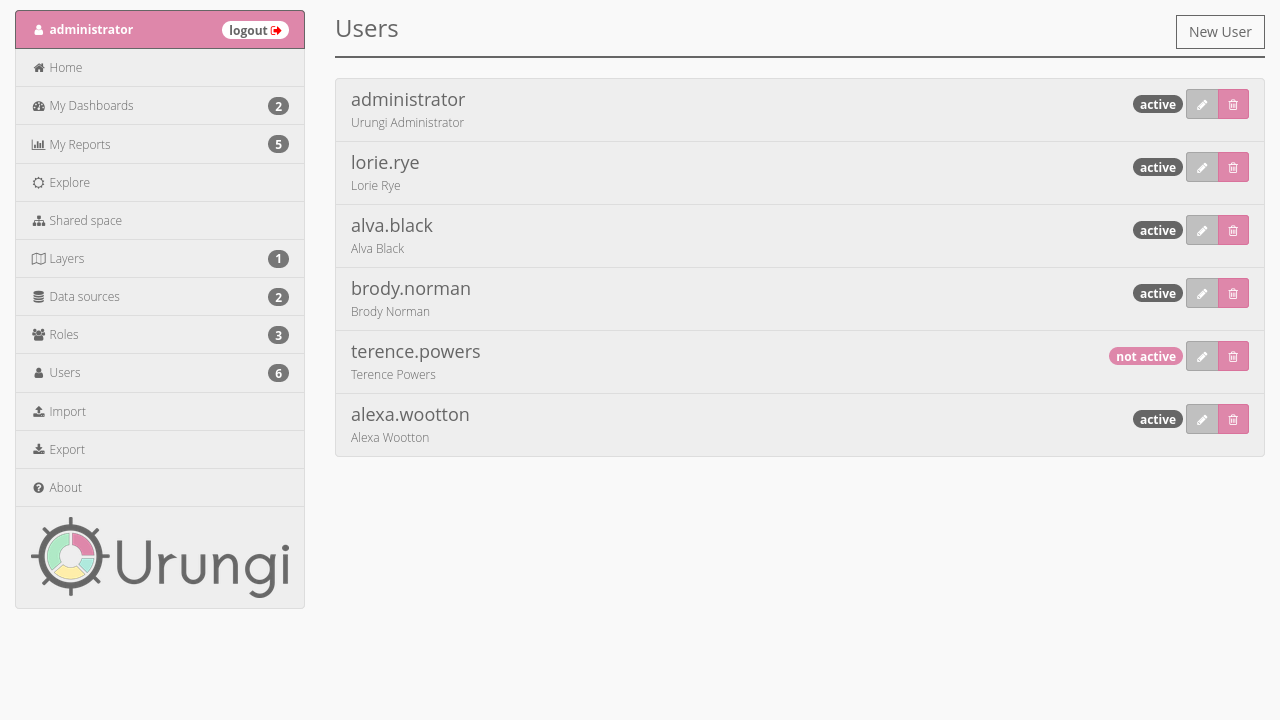 administrator logout
Home
My Dashboards 2
My Reports 5
Explore
Shared space
Layers 1
Data sources 2
Roles 3
Users 6
Import
Export
About
Urungi
Users
New User
administrator
Urungi Administrator
active
lorie.rye
Lorie Rye
active
alva.black
Alva Black
active
brody.norman
Brody Norman
active
terence.powers
Terence Powers
not active
alexa.wootton
Alexa Wootton
active